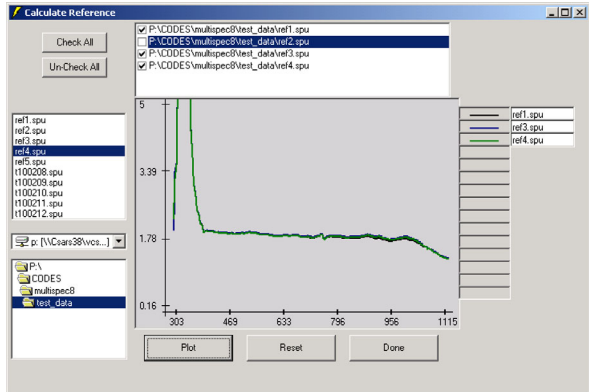 Calculate Reference
Check All
Un-Check All
P:\CODES\multispec8\test_data\ref1.spu
P:\CODES\multispec8\test_data\ref2.spu
P:\CODES\multispec8\test_data\ref3.spu
P:\CODES\multispec8\test_data\ref4.spu
ref1.spu
ref2.spu
ref3.spu
ref4.spu
ref5.spu
t100208.spu
t100209.spu
t100210.spu
t100211.spu
t100212.spu
p: [\\Csars38\vcs...]
P:\
CODES
multispec8
test_data
5
3.39
1.78
0.16
303 469 633 796 956 1115
ref1.spu
ref3.spu
ref4.spu
Plot Reset Done